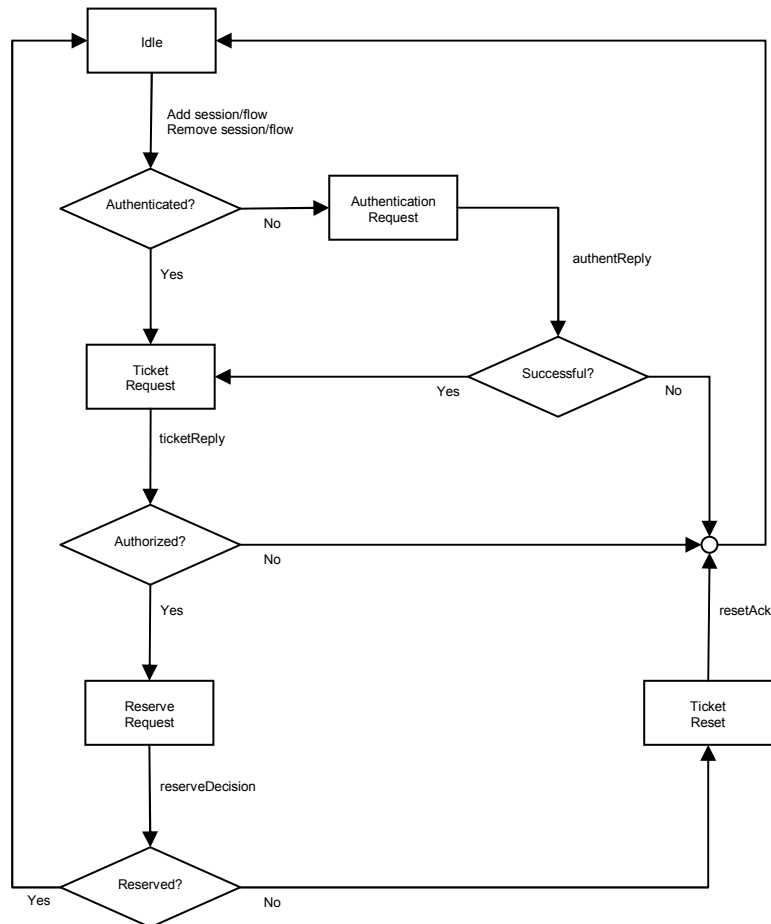 Idle
Add session/flow
Remove session/flow
Authenticated?
No
Authentication
Request
authentReply
Yes
Ticket
Request
Successful?
Yes
No
ticketReply
Authorized?
No
Yes
resetAck
Reserve
Request
Ticket
Reset
reserveDecision
Reserved?
Yes
No